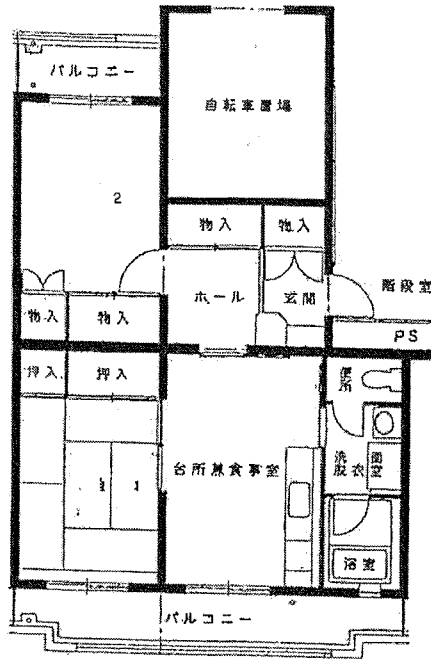 バルコニー
自転車置場
2
物入
物入
ホール
玄関
階段室
PS
物入
物入
押入
押入
便所
洗面
脱衣室
台所兼食事室
1
浴室
バルコニー